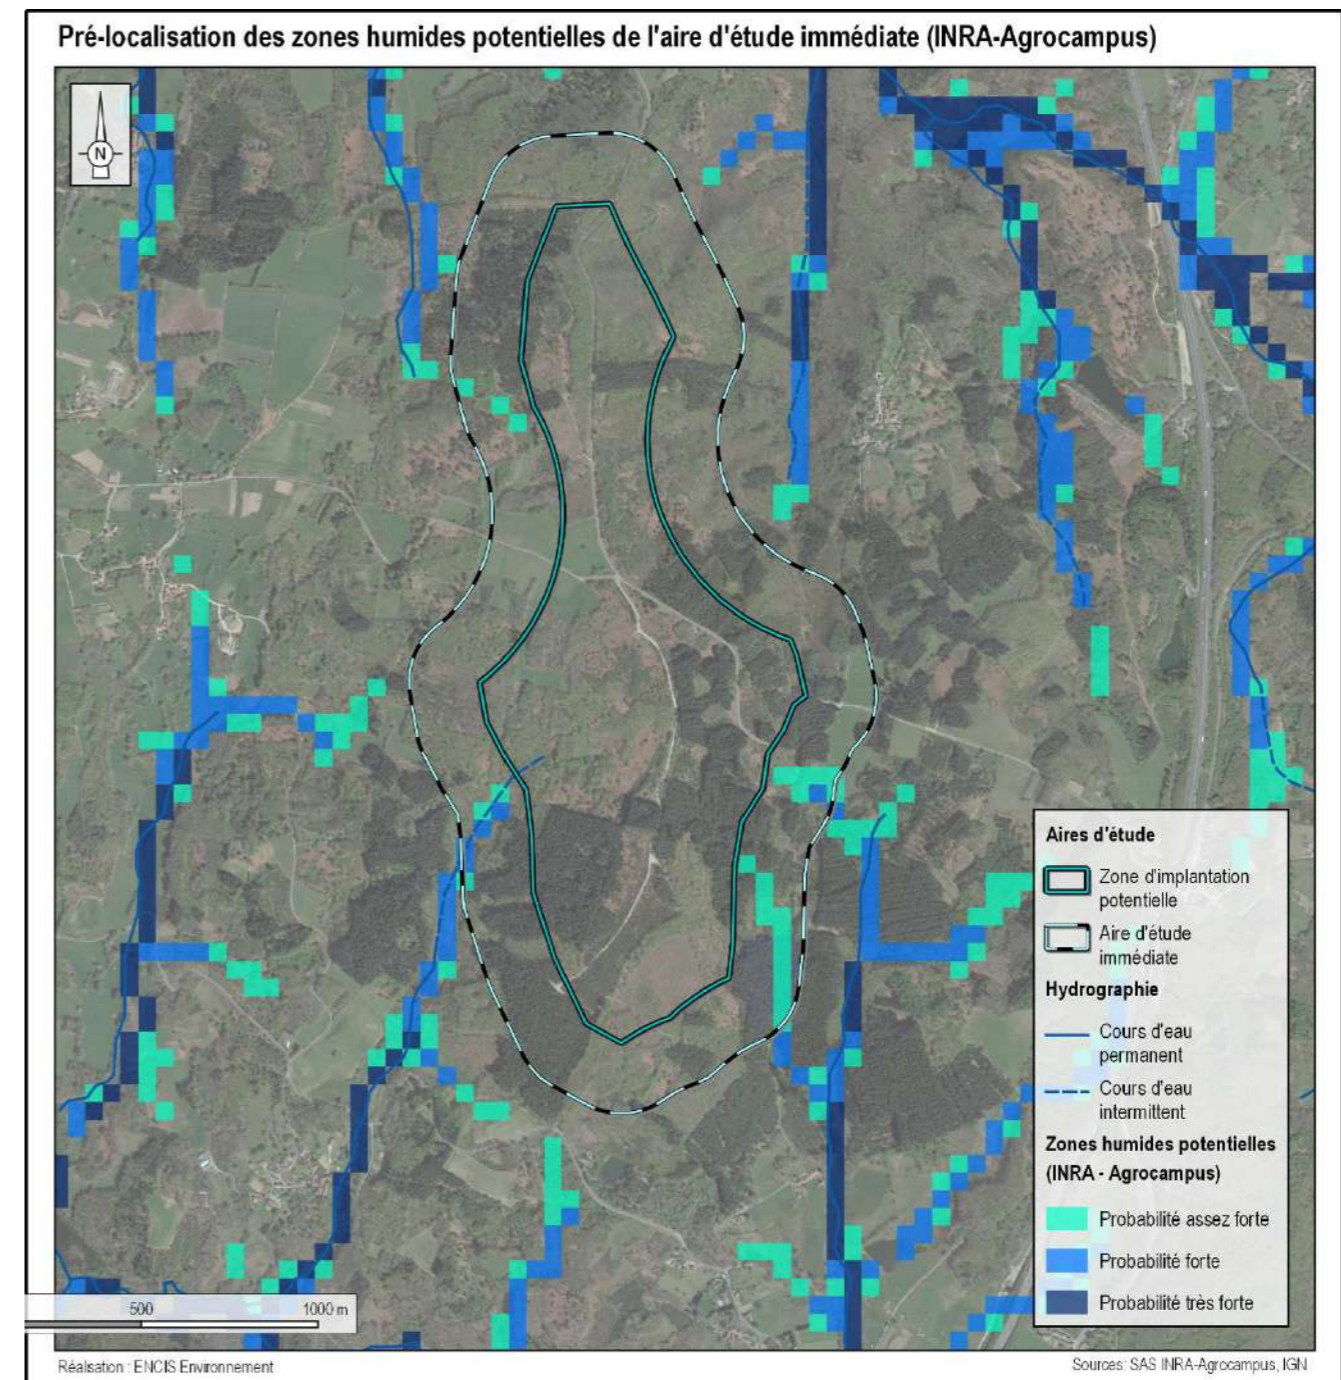 Pré-localisation des zones humides potentielles de l'aire d'étude immédiate (INRA-Agrocampus)
N
Aires d'étude
Zone d'implantation
potentielle
Aire d'étude
immédiate
Hydrographie
Cours d'eau
permanent
Cours d'eau
intermittent
Zones humides potentielles
(INRA - Agrocampus)
Probabilité assez forte
Probabilité forte
Probabilité très forte
500 1000 m
Réalisation : ENCIS Environnement
Sources: SAS INRA-Agrocampus, IGN